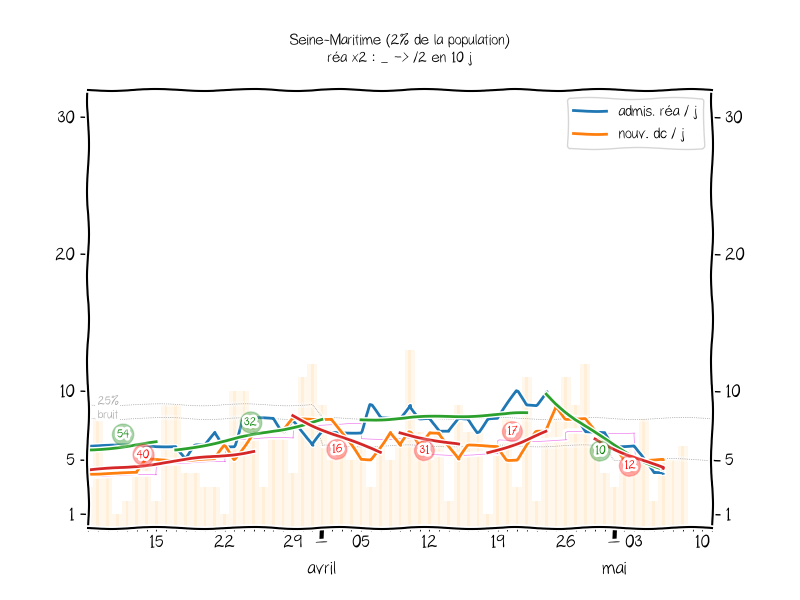 Seine-Maritime (2% de la population)
réa x2 : _ -> /2 en 10 j
admis. réa / j
nouv. dc / j
30
30
20
20
10
10
25%
bruit
54
32
40
16
31
17
10
12
5
5
1
1
15 22 29 05 12 19 26 03 10
avril mai